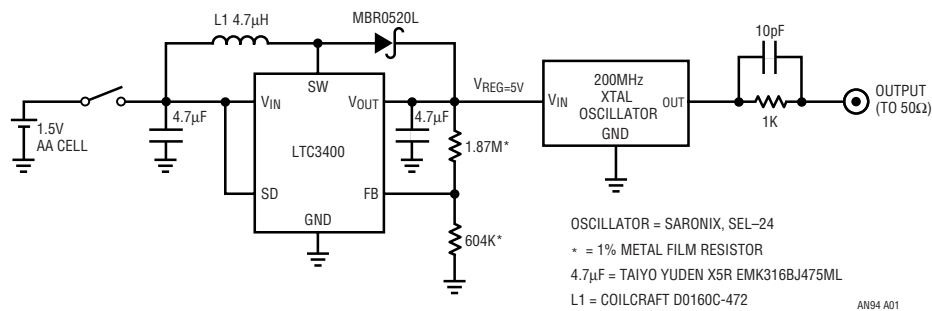 L1 4.7µH
MBR0520L
10pF
VREG=5V
200MHz
XTAL
OSCILLATOR
VIN
OUT
GND
OUTPUT
(TO 50Ω)
1K
SW
VIN
VOUT
4.7µF
4.7µF
1.5V
AA CELL
1.87M*
LTC3400
SD
FB
GND
604K*
OSCILLATOR = SARONIX, SEL–24
* = 1% METAL FILM RESISTOR
4.7µF = TAIYO YUDEN X5R EMK316BJ475ML
L1 = COILCRAFT D0160C-472
AN94 A01